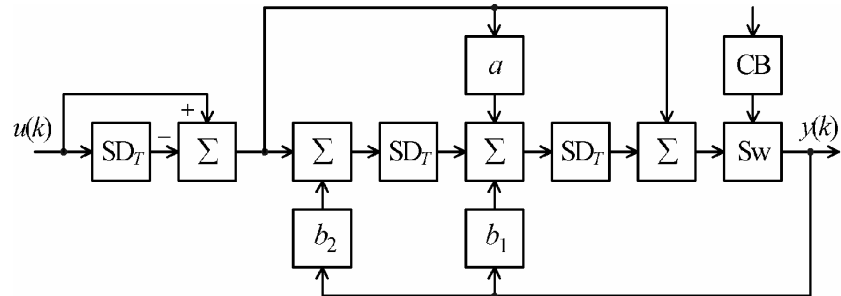 a
CB
u(k)
+
−
SD_T
Σ
Σ
SD_T
Σ
SD_T
Σ
Sw
y(k)
b_2
b_1